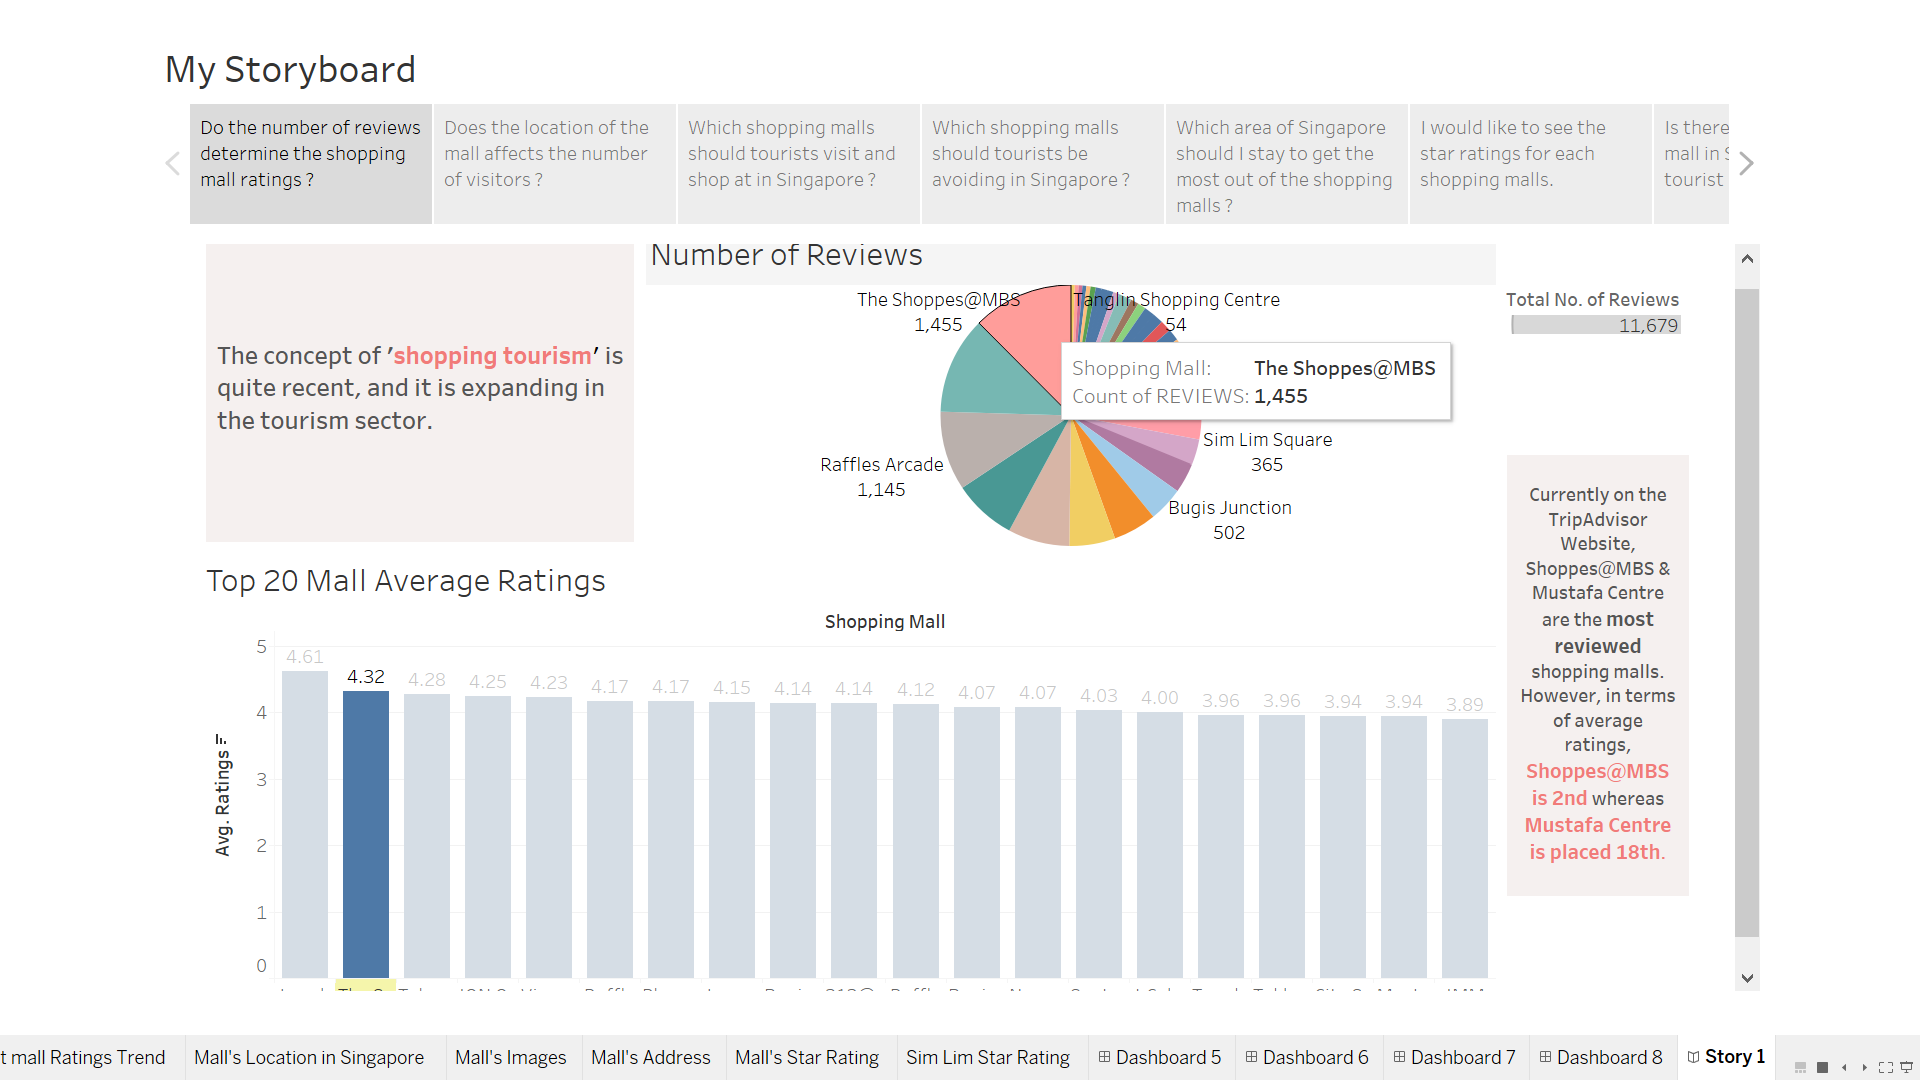 My Storyboard
Do the number of reviews
determine the shopping
mall ratings ?
Does the location of the
mall affects the number
of visitors ?
Which shopping malls
should tourists visit and
shop at in Singapore ?
Which shopping malls
should tourists be
avoiding in Singapore ?
Which area of Singapore
should I stay to get the
most out of the shopping
malls ?
I would like to see the
star ratings for each
shopping malls.
Is there
mall in
tourist
The concept of ’shopping tourism’ is
quite recent, and it is expanding in
the tourism sector.
Number of Reviews
The Shoppes@MBS
1,455
Tanglin Shopping Centre
54
Shopping Mall: The Shoppes@MBS
Count of REVIEWS: 1,455
Sim Lim Square
365
Raffles Arcade
1,145
Bugis Junction
502
Total No. of Reviews
11,679
Currently on the
TripAdvisor
Website,
Shoppes@MBS &
Mustafa Centre
are the most
reviewed
shopping malls.
However, in terms
of average
ratings,
Shoppes@MBS
is 2nd whereas
Mustafa Centre
is placed 18th.
Top 20 Mall Average Ratings
Shopping Mall
Avg. Ratings
5
4
3
2
1
0
4.61 4.32 4.28 4.25 4.23 4.17 4.17 4.15 4.14 4.14 4.12 4.07 4.07 4.03 4.00 3.96 3.96 3.94 3.94 3.89
t mall Ratings Trend Mall's Location in Singapore Mall's Images Mall's Address Mall's Star Rating Sim Lim Star Rating Dashboard 5 Dashboard 6 Dashboard 7 Dashboard 8 Story 1